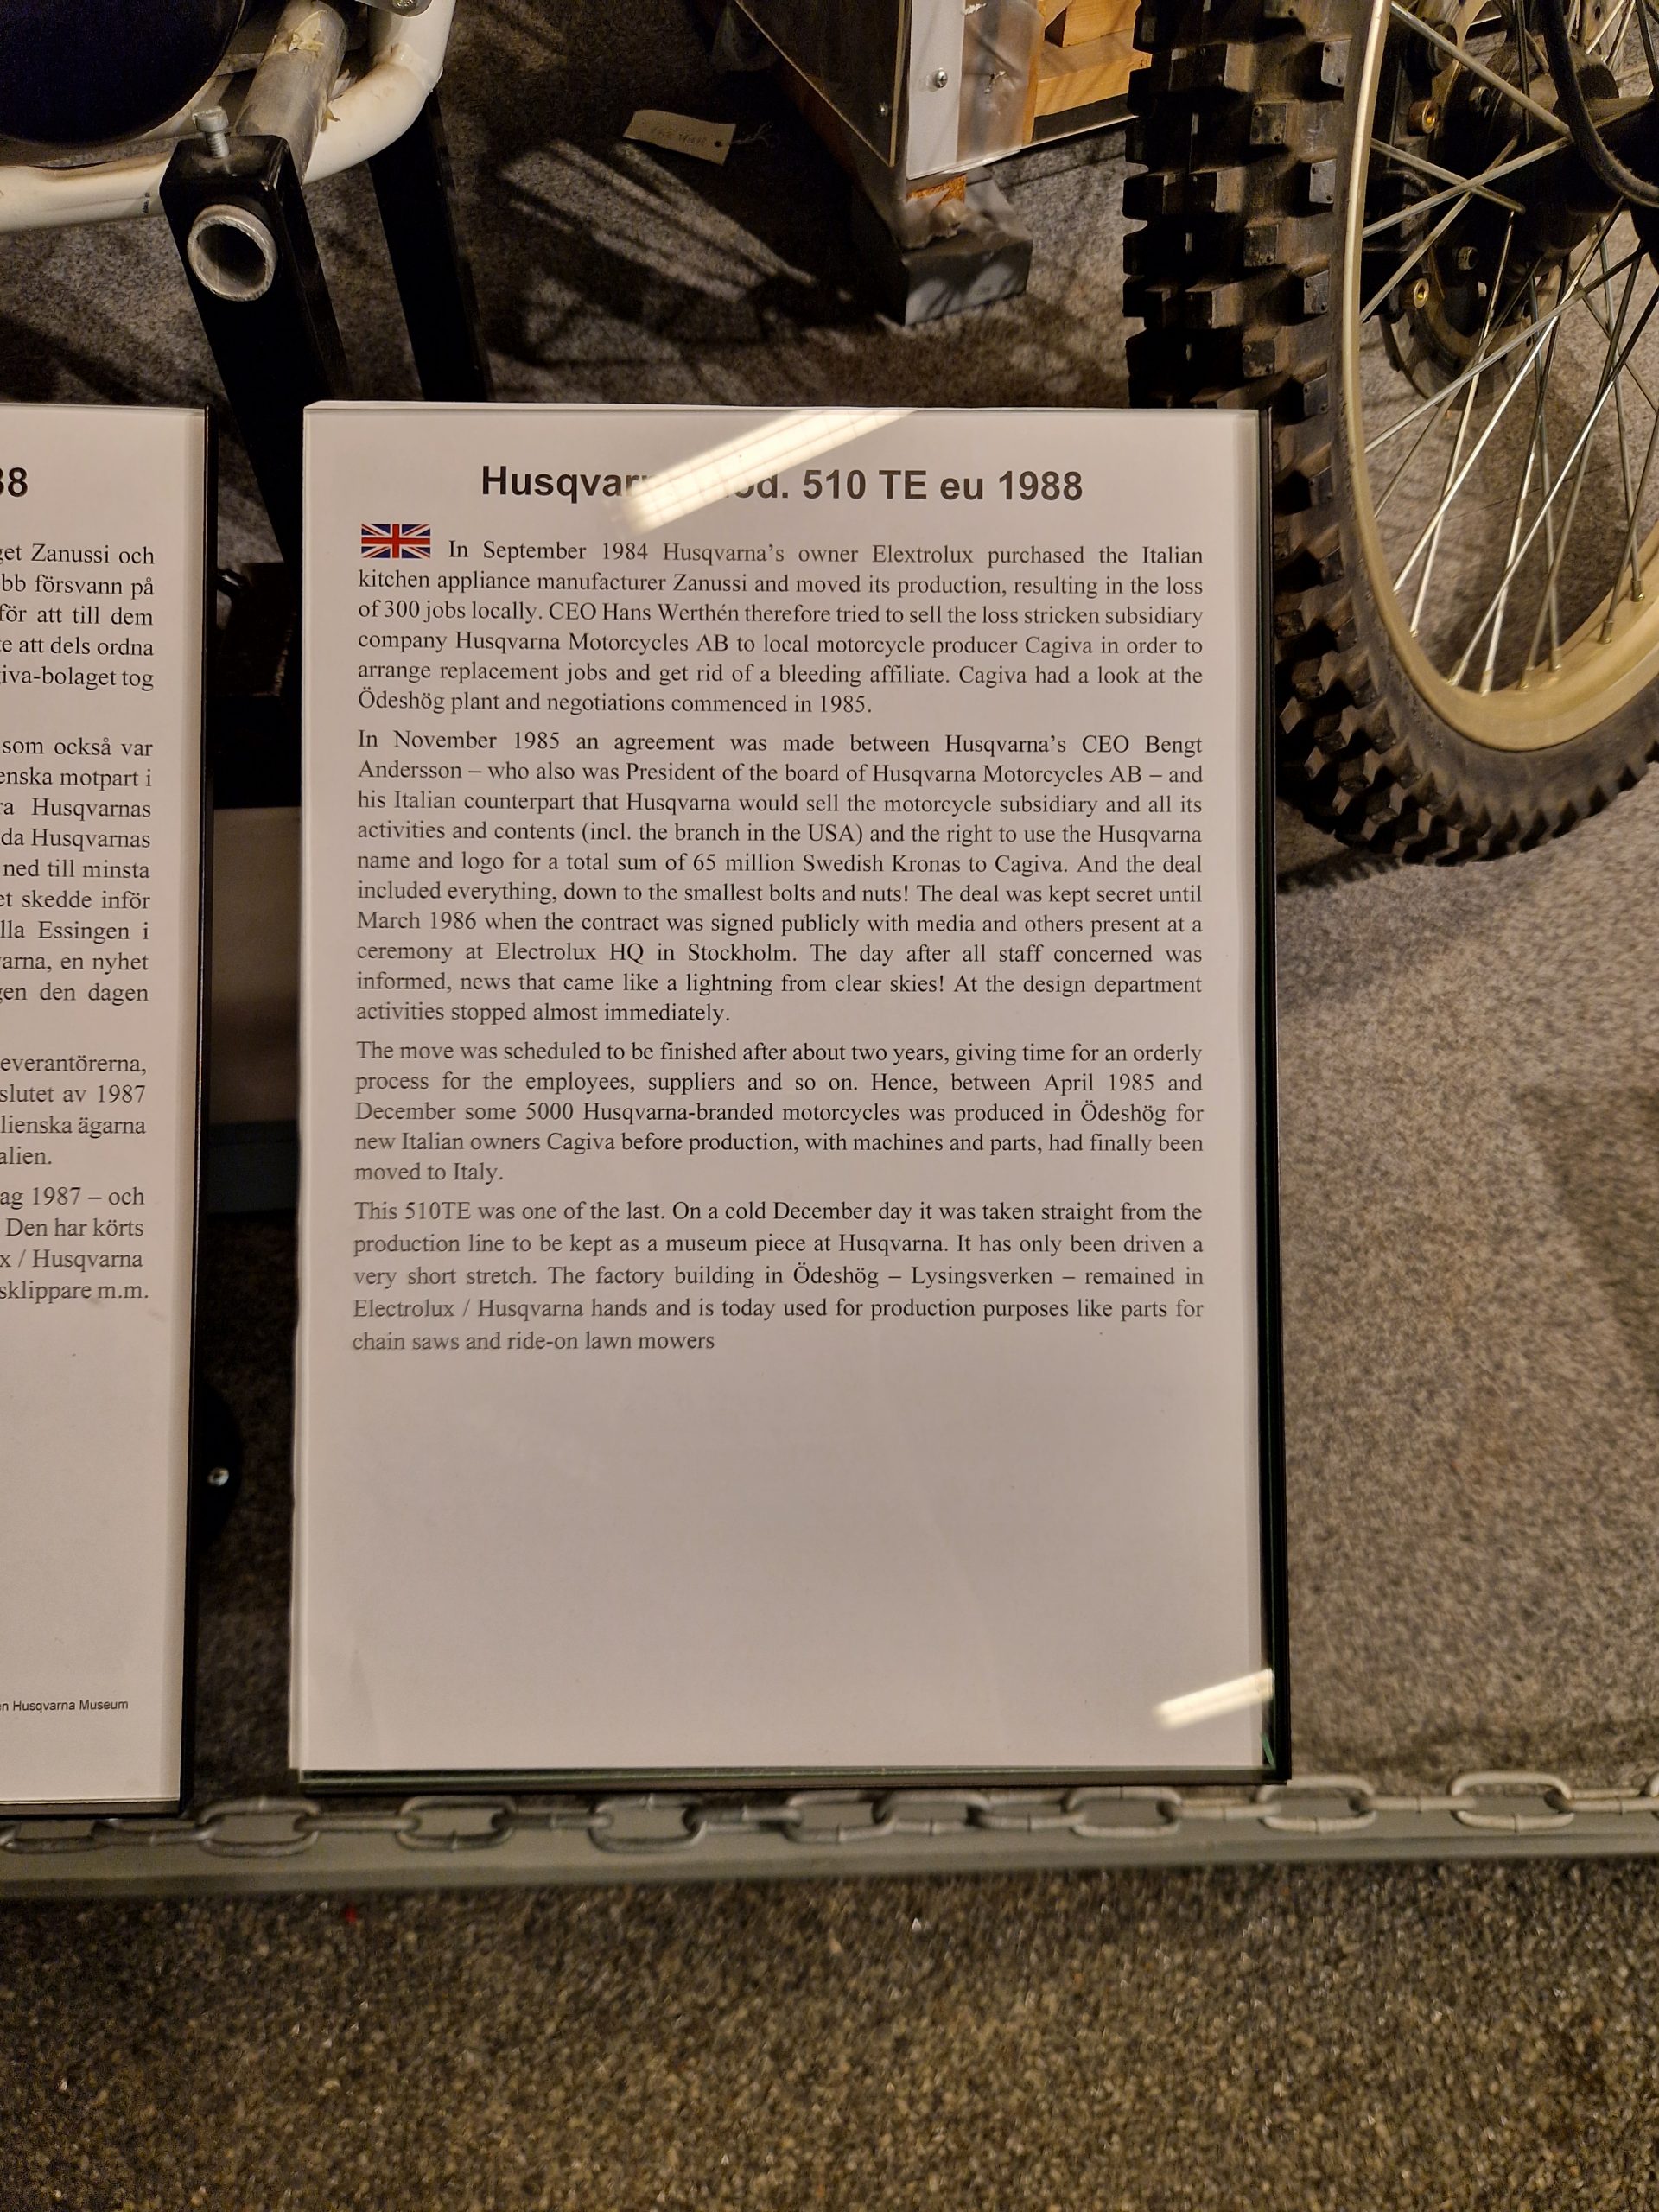 38
get Zanussi och
bb försvann på
för att till dem
te att dels ordna
iva-bolaget tog
som också var
enska motpart i
ra Husqvarnas
da Husqvarnas
ned till minsta
et skedde inför
lla Essingen i
varna, en nyhet
gen den dagen
everantörerna,
slutet av 1987
lienska ägarna
alien.
ag 1987 – och
Den har körts
x / Husqvarna
sklippare m.m.
n Husqvarna Museum
Husqvar od. 510 TE eu 1988
In September 1984 Husqvarna's owner Elextrolux purchased the Italian
kitchen appliance manufacturer Zanussi and moved its production, resulting in the loss
of 300 jobs locally. CEO Hans Werthén therefore tried to sell the loss stricken subsidiary
company Husqvarna Motorcycles AB to local motorcycle producer Cagiva in order to
arrange replacement jobs and get rid of a bleeding affiliate. Cagiva had a look at the
Ödeshög plant and negotiations commenced in 1985.
In November 1985 an agreement was made between Husqvarna's CEO Bengt
Andersson – who also was President of the board of Husqvarna Motorcycles AB – and
his Italian counterpart that Husqvarna would sell the motorcycle subsidiary and all its
activities and contents (incl. the branch in the USA) and the right to use the Husqvarna
name and logo for a total sum of 65 million Swedish Kronas to Cagiva. And the deal
included everything, down to the smallest bolts and nuts! The deal was kept secret until
March 1986 when the contract was signed publicly with media and others present at a
ceremony at Electrolux HQ in Stockholm. The day after all staff concerned was
informed, news that came like a lightning from clear skies! At the design department
activities stopped almost immediately.
The move was scheduled to be finished after about two years, giving time for an orderly
process for the employees, suppliers and so on. Hence, between April 1985 and
December some 5000 Husqvarna-branded motorcycles was produced in Ödeshög for
new Italian owners Cagiva before production, with machines and parts, had finally been
moved to Italy.
This 510TE was one of the last. On a cold December day it was taken straight from the
production line to be kept as a museum piece at Husqvarna. It has only been driven a
very short stretch. The factory building in Ödeshög – Lysingsverken – remained in
Electrolux / Husqvarna hands and is today used for production purposes like parts for
chain saws and ride-on lawn mowers